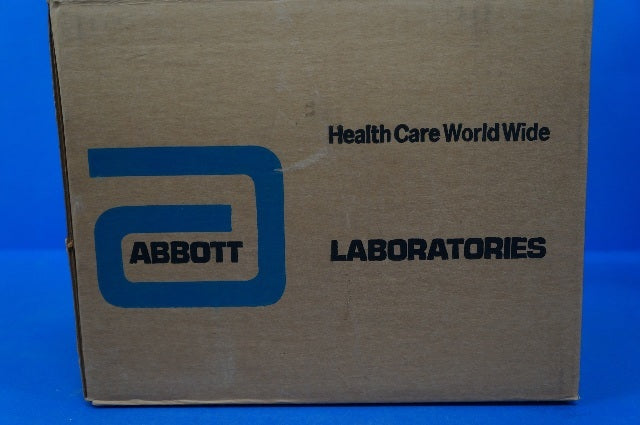 Health Care World Wide
ABBOTT LABORATORIES